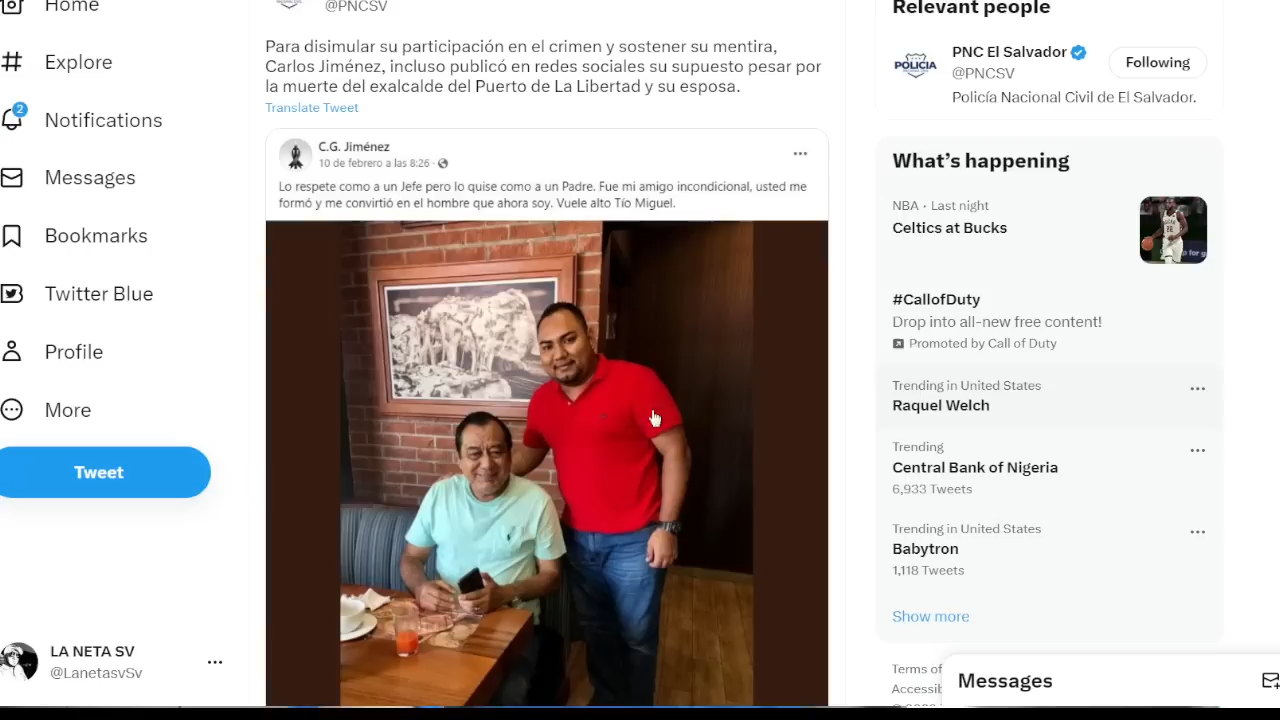 Home
Explore
2
Notifications
Messages
Bookmarks
Twitter Blue
Profile
More
Tweet
LA NETA SV
@LanetasvSv
@PNCSV
Para disimular su participación en el crimen y sostener su mentira,
Carlos Jiménez, incluso publicó en redes sociales su supuesto pesar por
la muerte del exalcalde del Puerto de La Libertad y su esposa.
Translate Tweet
C.G. Jiménez
10 de febrero a las 8:26 ·
Lo respete como a un Jefe pero lo quise como a un Padre. Fue mi amigo incondicional, usted me
formó y me convirtió en el hombre que ahora soy. Vuele alto Tío Miguel.
Relevant people
POLICIA
PNC El Salvador
@PNCSV
Following
Policía Nacional Civil de El Salvador.
What's happening
NBA · Last night
Celtics at Bucks
#CallofDuty
Drop into all-new free content!
Promoted by Call of Duty
Trending in United States
Raquel Welch
Trending
Central Bank of Nigeria
6,933 Tweets
Trending in United States
Babytron
1,118 Tweets
Show more
Terms of
Accessib
Messages